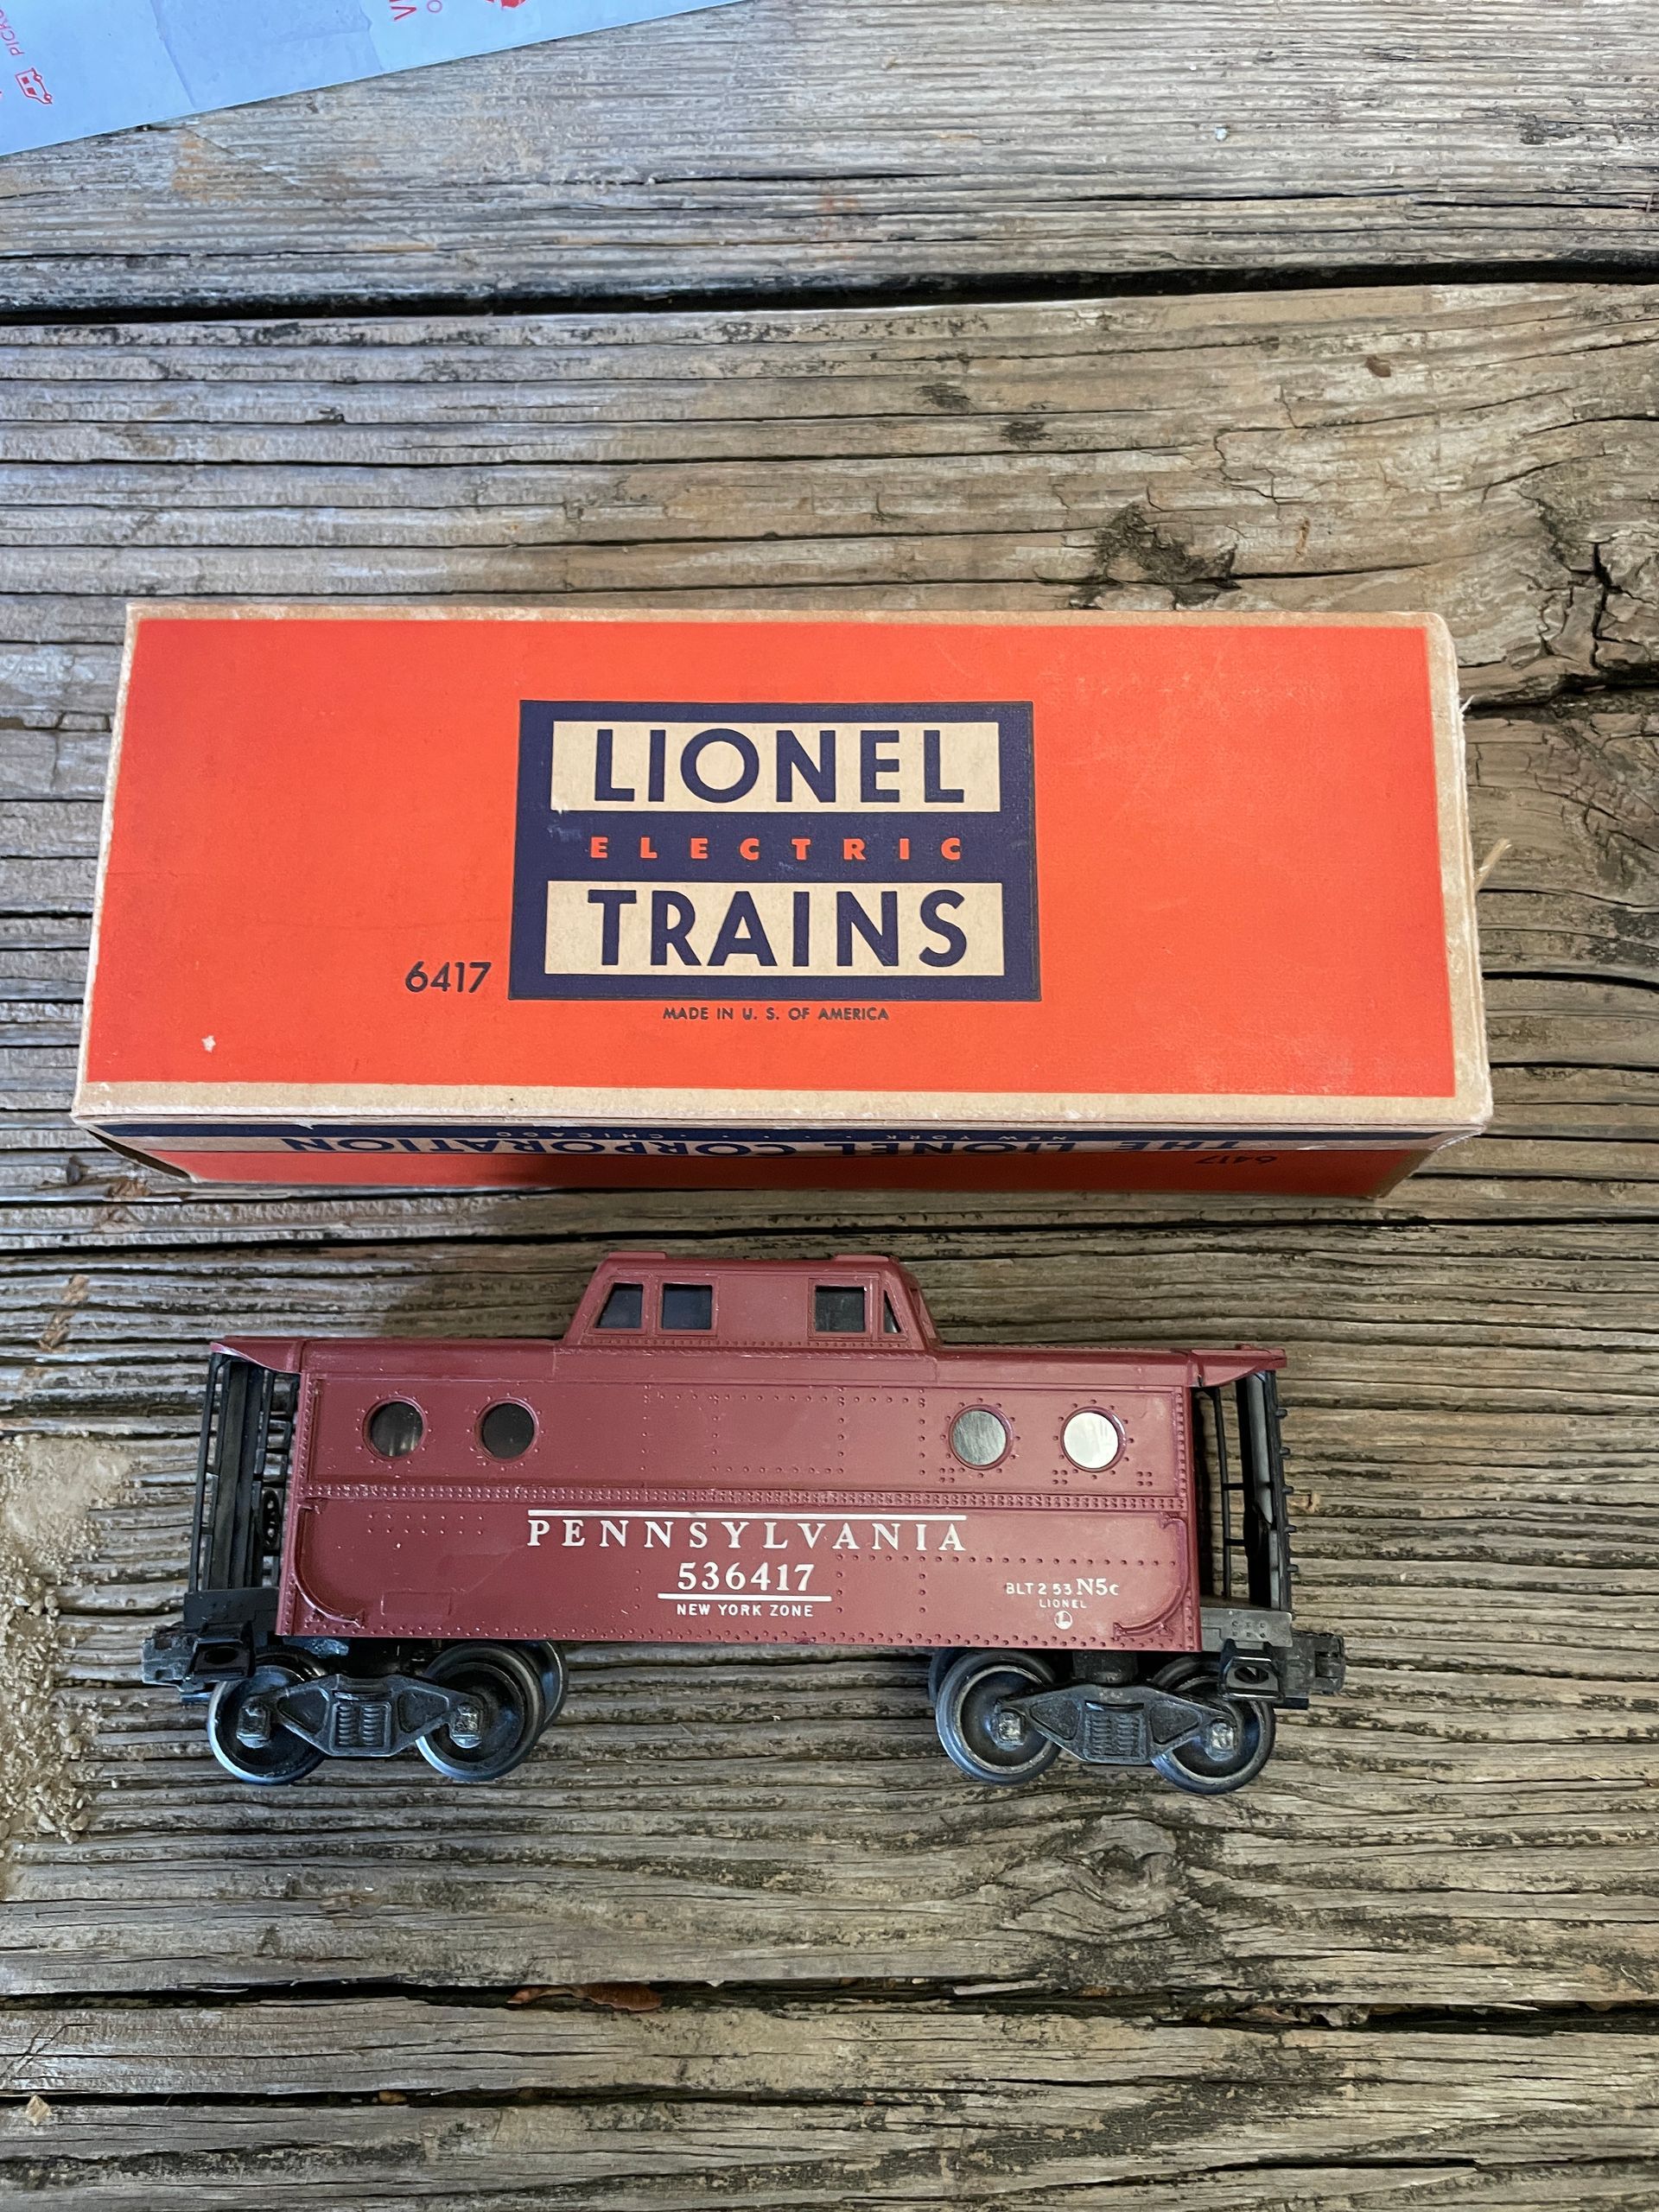 PICK
LIONEL
ELECTRIC
TRAINS
6417
MADE IN U. S. OF AMERICA
THE LIONEL CORPORATION
NEW YORK · · · · CHICAGO
6417
PENNSYLVANIA
536417
NEW YORK ZONE
BLT 2 53 N5c
LIONEL
L